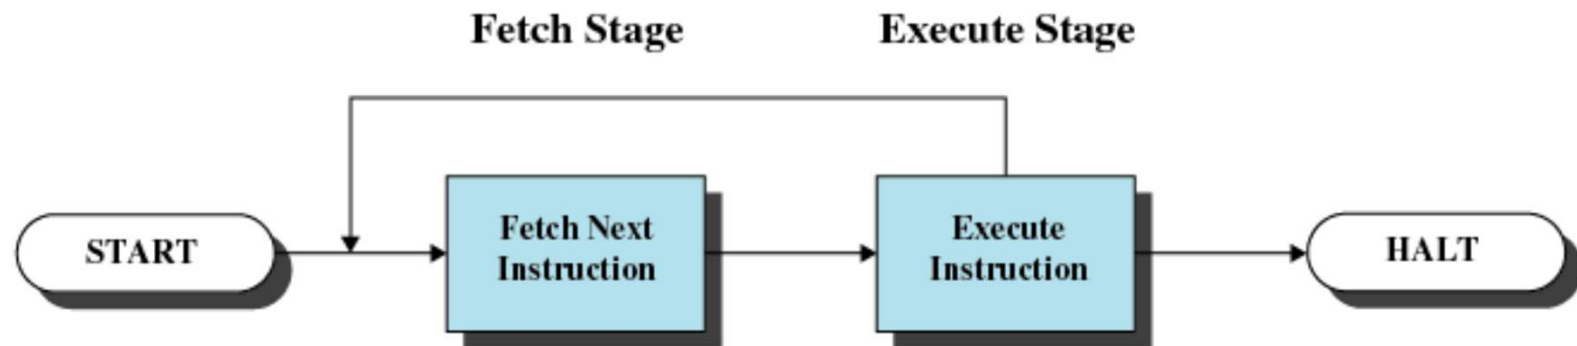 Fetch Stage
Execute Stage
START
Fetch Next
Instruction
Execute
Instruction
HALT